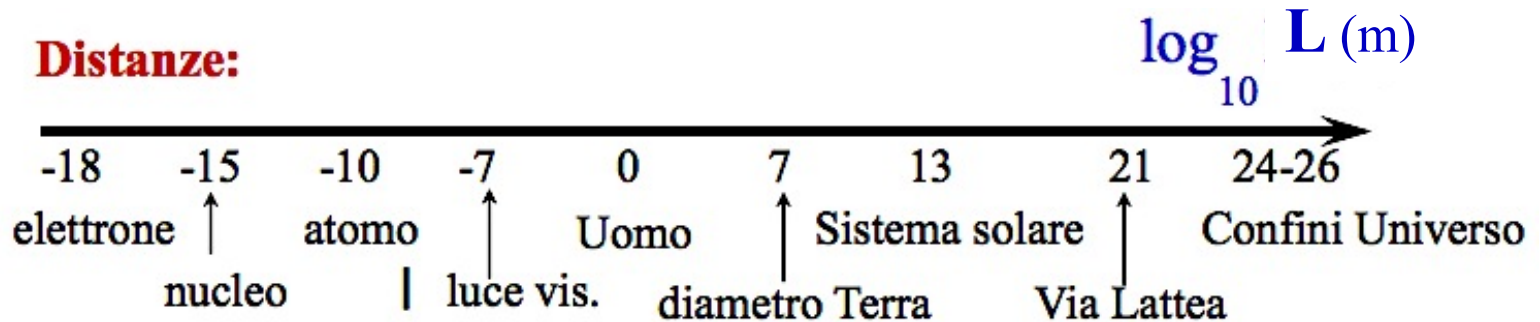 Distanze:
log10 L (m)
-18 -15 -10 -7 0 7 13 21 24-26
elettrone atomo Uomo Sistema solare Confini Universo
nucleo | luce vis. diametro Terra Via Lattea